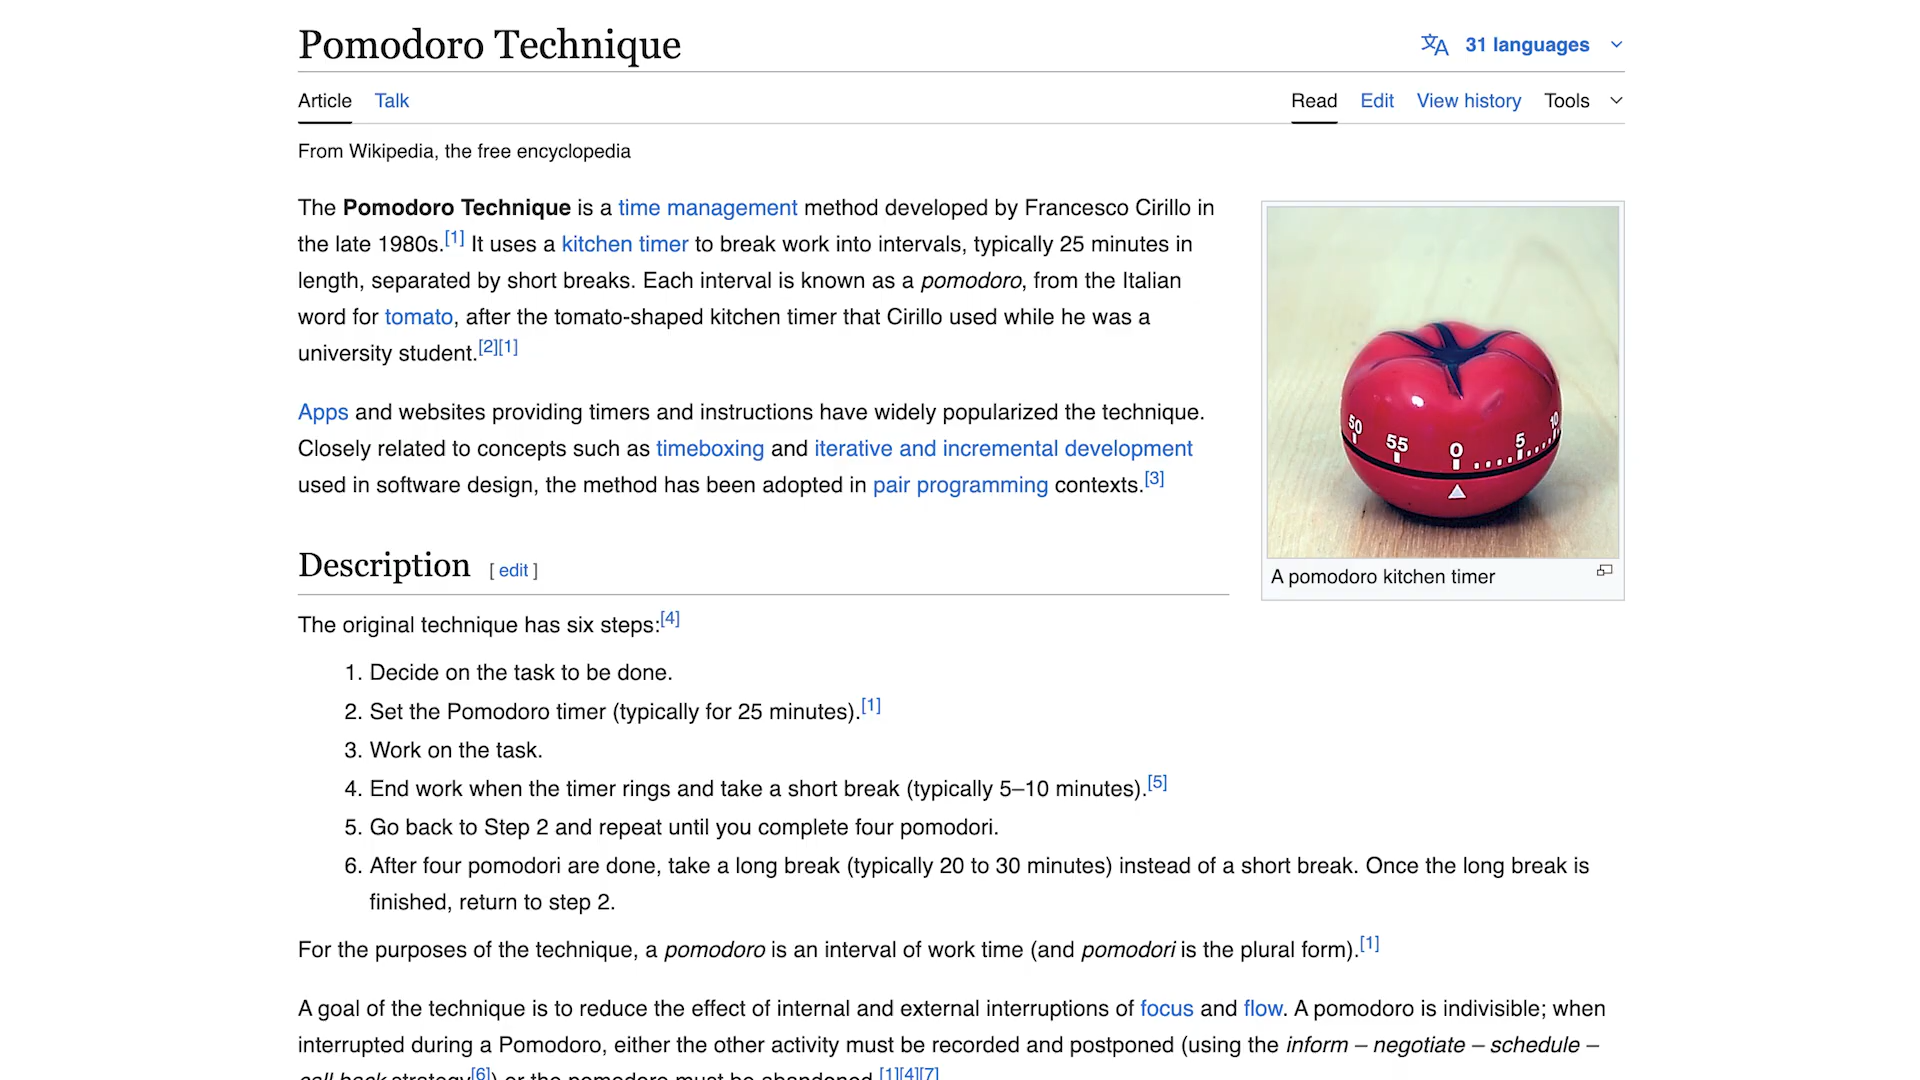 Pomodoro Technique
31 languages
Article Talk
Read Edit View history Tools
From Wikipedia, the free encyclopedia
The Pomodoro Technique is a time management method developed by Francesco Cirillo in
the late 1980s.[1] It uses a kitchen timer to break work into intervals, typically 25 minutes in
length, separated by short breaks. Each interval is known as a pomodoro, from the Italian
word for tomato, after the tomato-shaped kitchen timer that Cirillo used while he was a
university student.[2][1]
Apps and websites providing timers and instructions have widely popularized the technique.
Closely related to concepts such as timeboxing and iterative and incremental development
used in software design, the method has been adopted in pair programming contexts.[3]
50 55 0 5 10
A pomodoro kitchen timer
Description [ edit ]
The original technique has six steps:[4]
1. Decide on the task to be done.
2. Set the Pomodoro timer (typically for 25 minutes).[1]
3. Work on the task.
4. End work when the timer rings and take a short break (typically 5–10 minutes).[5]
5. Go back to Step 2 and repeat until you complete four pomodori.
6. After four pomodori are done, take a long break (typically 20 to 30 minutes) instead of a short break. Once the long break is
finished, return to step 2.
For the purposes of the technique, a pomodoro is an interval of work time (and pomodori is the plural form).[1]
A goal of the technique is to reduce the effect of internal and external interruptions of focus and flow. A pomodoro is indivisible; when
interrupted during a Pomodoro, either the other activity must be recorded and postponed (using the inform – negotiate – schedule –
call back strategy[6]) or the pomodoro must be abandoned.[1][4][7]